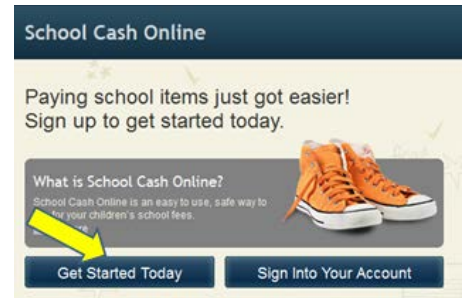 School Cash Online
Paying school items just got easier!
Sign up to get started today.
What is School Cash Online?
School Cash Online is an easy to use, safe way to
for your children's school fees.
Get Started Today
Sign Into Your Account